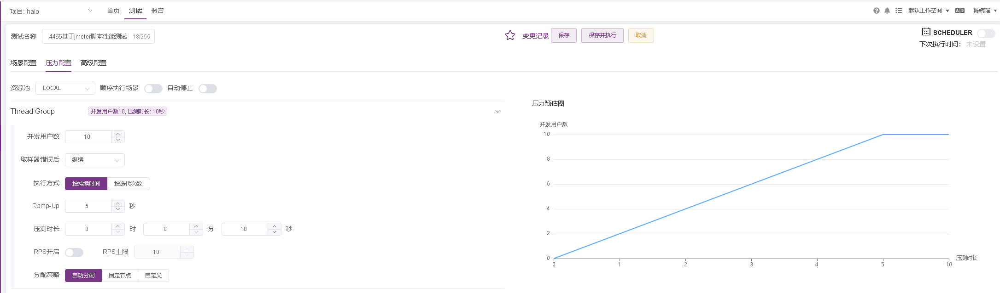 项目: halo 首页 测试 报告 默认工作空间 陈婉瑜
测试名称 4465基于jmeter脚本性能测试 18/255 变更记录 保存 保存并执行 取消 SCHEDULER
下次执行时间： 未设置
场景配置 压力配置 高级配置
资源池 LOCAL 顺序执行场景 自动停止
压力预估图
Thread Group 并发用户数10, 压测时长: 10秒
并发用户数
并发用户数 10
取样器错误后 继续
执行方式 按持续时间 按迭代次数
Ramp-Up 5 秒
压测时长 0 时 0 分 10 秒
RPS开启 RPS上限 10
分配策略 自动分配 固定节点 自定义
10
8
6
4
2
0
0 1 2 3 4 5 10
压测时长